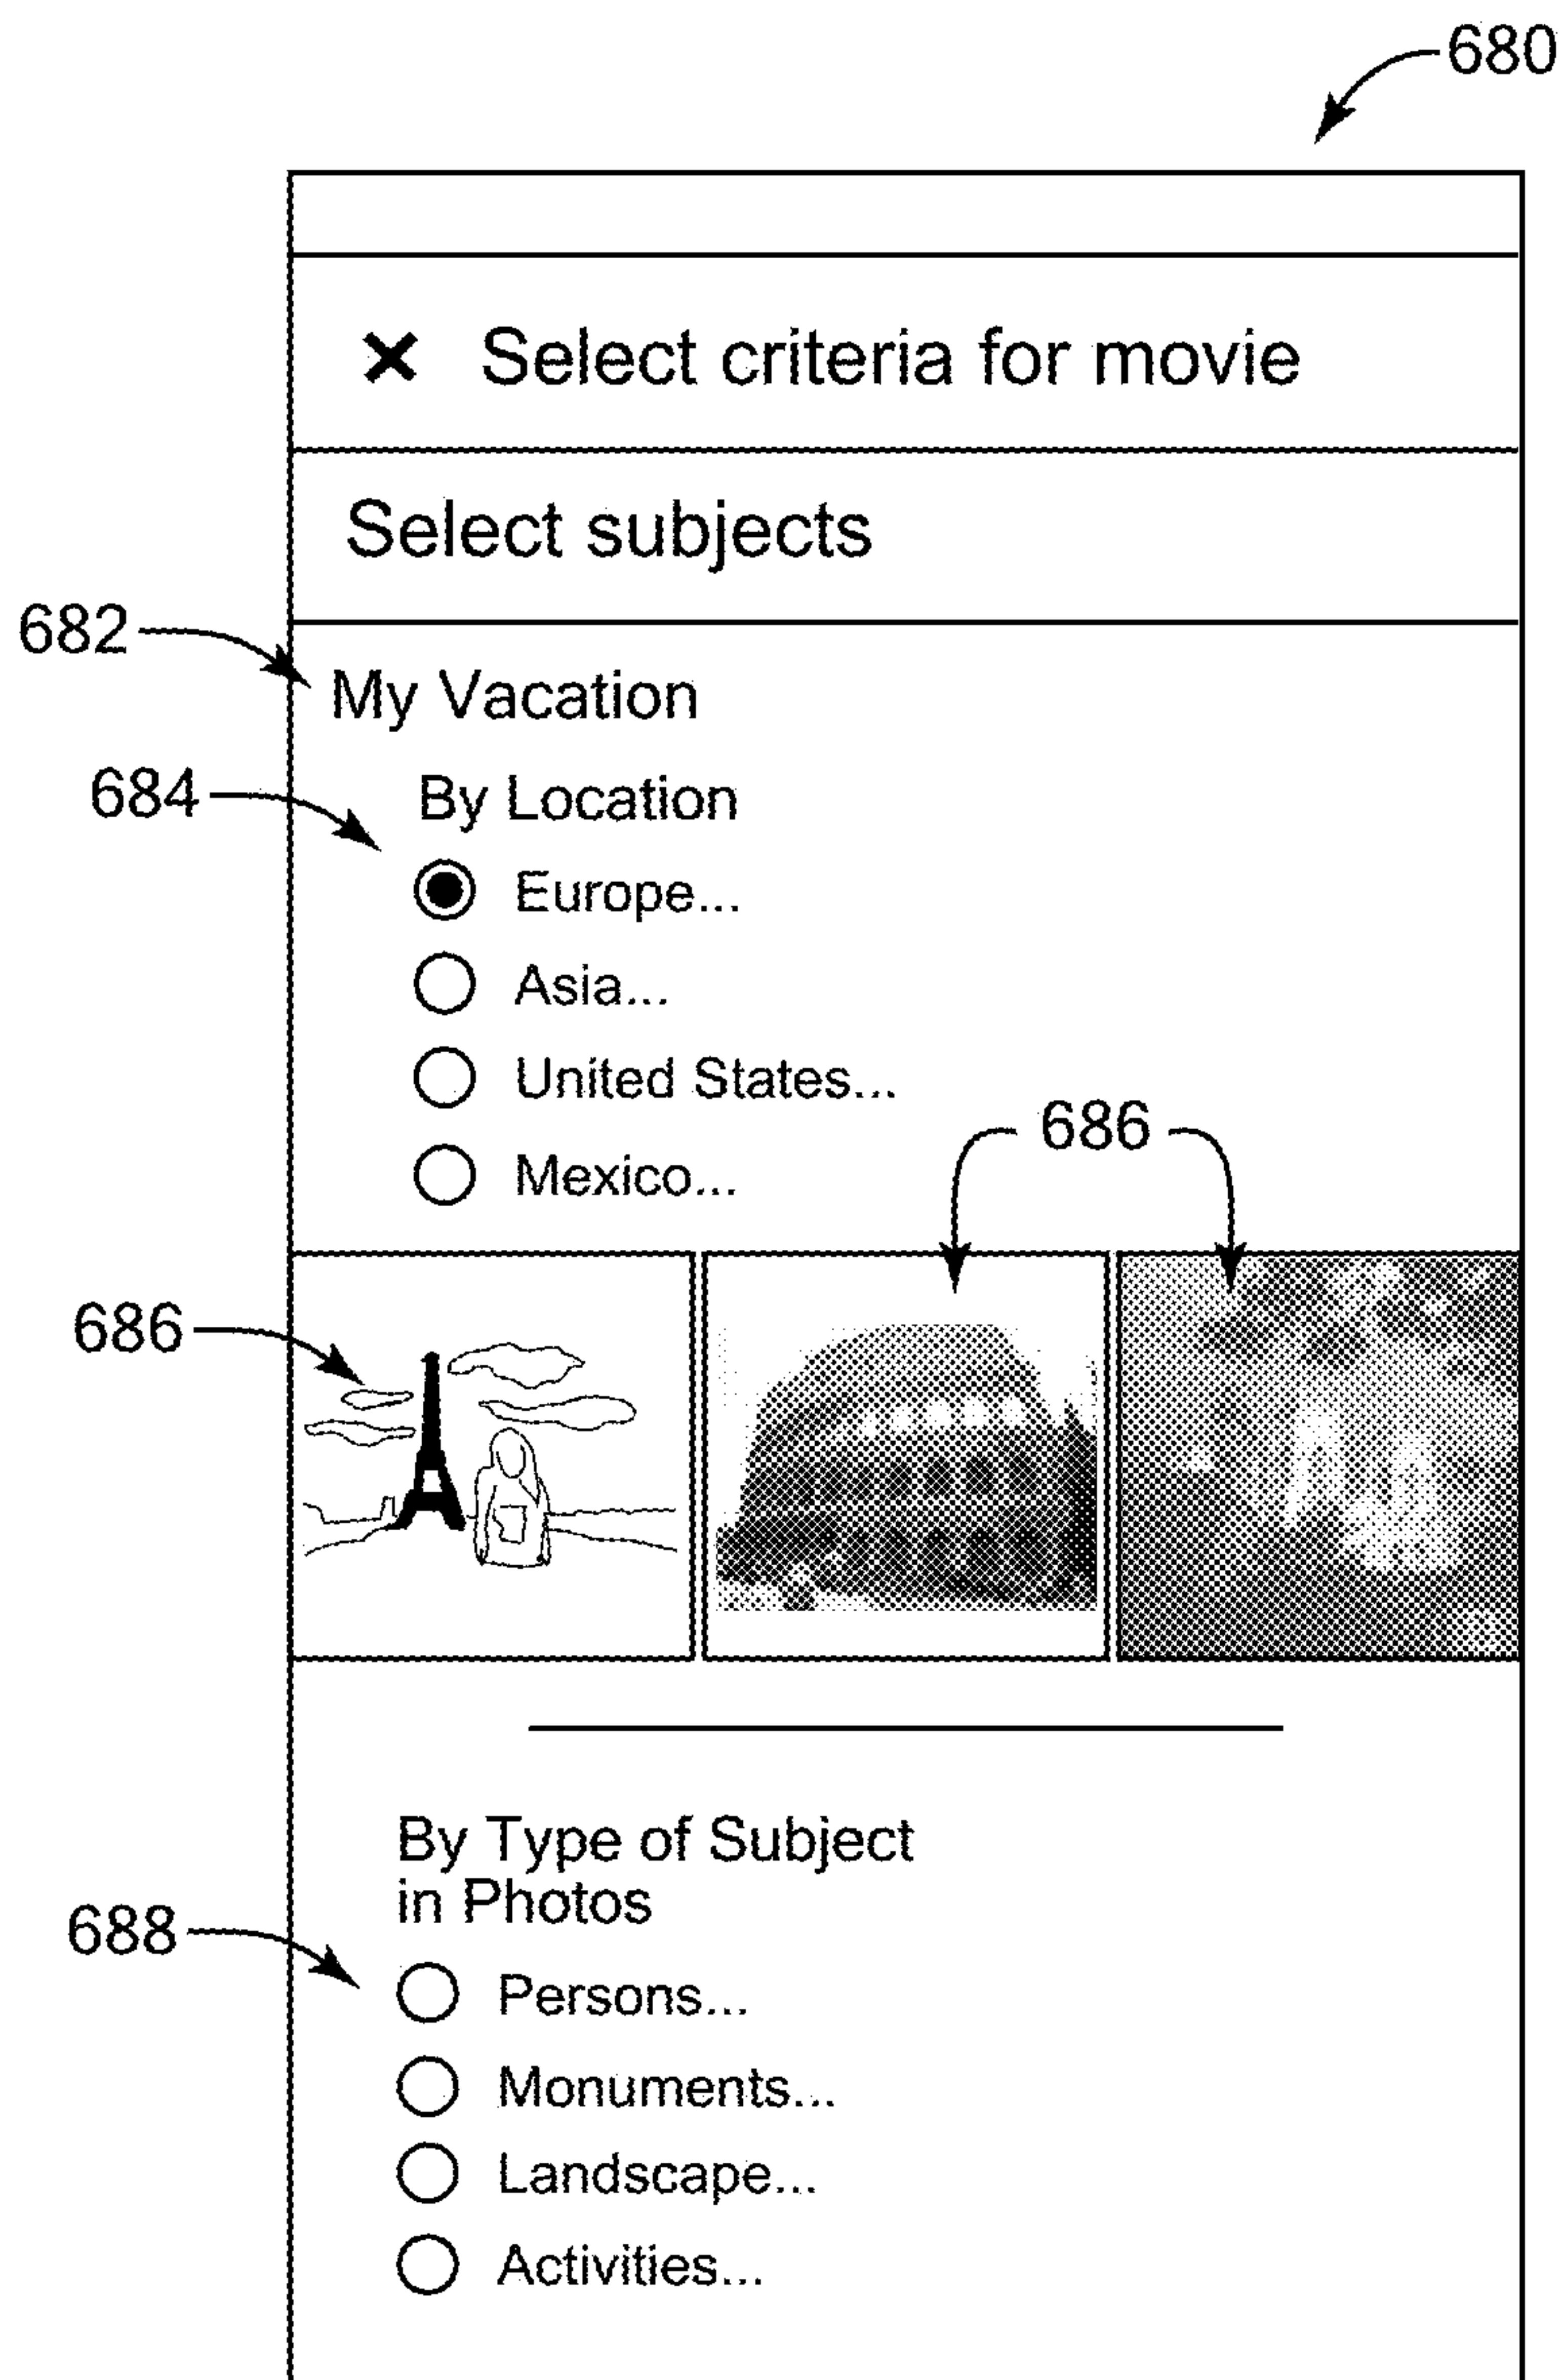 680
× Select criteria for movie
Select subjects
682
My Vacation
684
By Location
Europe...
Asia...
United States...
686
Mexico...
686
By Type of Subject
in Photos
688
Persons...
Monuments...
Landscape...
Activities...